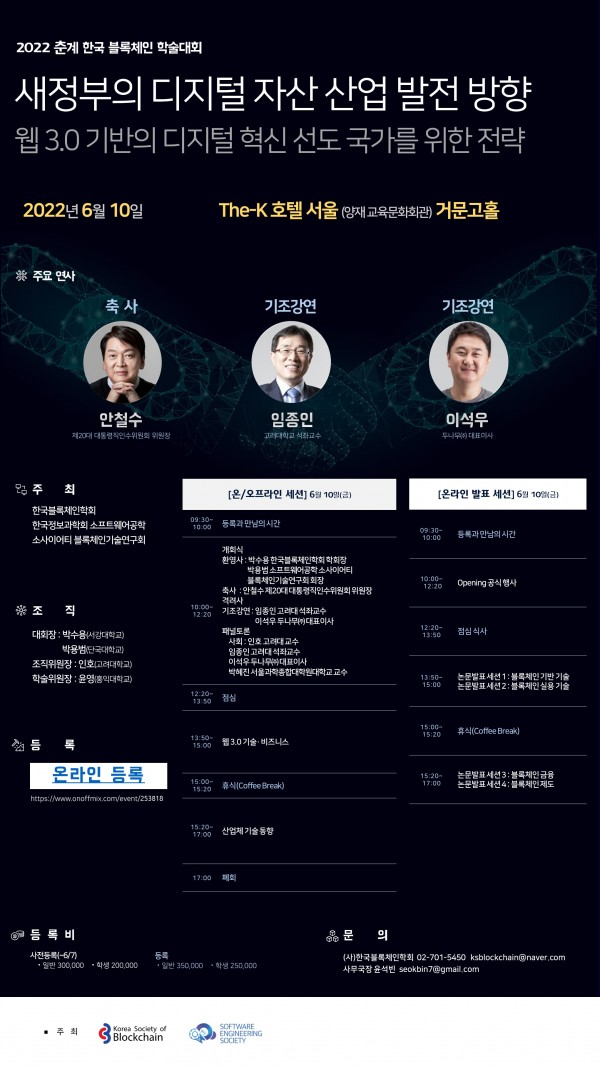 2022 춘계 한국 블록체인 학술대회
새정부의 디지털 자산 산업 발전 방향
웹 3.0 기반의 디지털 혁신 선도 국가를 위한 전략
2022년 6월 10일
The-K 호텔 서울 (양재 교육문화회관) 거문고홀
주요 연사
축 사
안철수
제20대 대통령직인수위원회 위원장
기조강연
임종인
고려대학교 석좌교수
기조강연
이석우
두나무㈜ 대표이사
주 최
한국블록체인학회
한국정보과학회 소프트웨어공학
소사이어티 블록체인기술연구회
조 직
대회장 : 박수용(서강대학교)
박용범(단국대학교)
조직위원장 : 인호(고려대학교)
학술위원장 : 윤영(홍익대학교)
등 록
온라인 등록
https://www.onoffmix.com/event/253818
[온/오프라인 세션] 6월 10일(금)
09:30~
10:00
등록과 만남의 시간
10:00~
12:20
개회식
환영사 : 박수용 한국블록체인학회 학회장
박용범 소프트웨어공학 소사이어티
블록체인기술연구회 회장
축사 : 안철수 제20대 대통령직인수위원회 위원장
격려사
기조강연 : 임종인 고려대 석좌교수
이석우 두나무㈜ 대표이사
패널토론
사회 : 인호 고려대 교수
임종인 고려대 석좌교수
이석우 두나무㈜ 대표이사
박혜진 서울과학종합대학원대학교 교수
12:20~
13:50
점심
13:50~
15:00
웹 3.0 기술 · 비즈니스
15:00~
15:20
휴식(Coffee Break)
15:20~
17:00
산업체 기술 동향
17:00
폐회
[온라인 발표 세션] 6월 10일(금)
09:30~
10:00
등록과 만남의 시간
10:00~
12:20
Opening 공식 행사
12:20~
13:50
점심 식사
13:50~
15:00
논문발표 세션 1 : 블록체인 기반 기술
논문발표 세션 2 : 블록체인 실용 기술
15:00~
15:20
휴식(Coffee Break)
15:20~
17:00
논문발표 세션 3 : 블록체인 금융
논문발표 세션 4 : 블록체인 제도
등 록 비
사전등록(~6/7)
• 일반 300,000 • 학생 200,000
등록
• 일반 350,000 • 학생 250,000
문 의
(사)한국블록체인학회 02-701-5450 ksblockchain@naver.com
사무국장 윤석빈 seokbin7@gmail.com
▪ 주 최
Korea Society of
Blockchain
SOFTWARE
ENGINEERING
SOCIETY